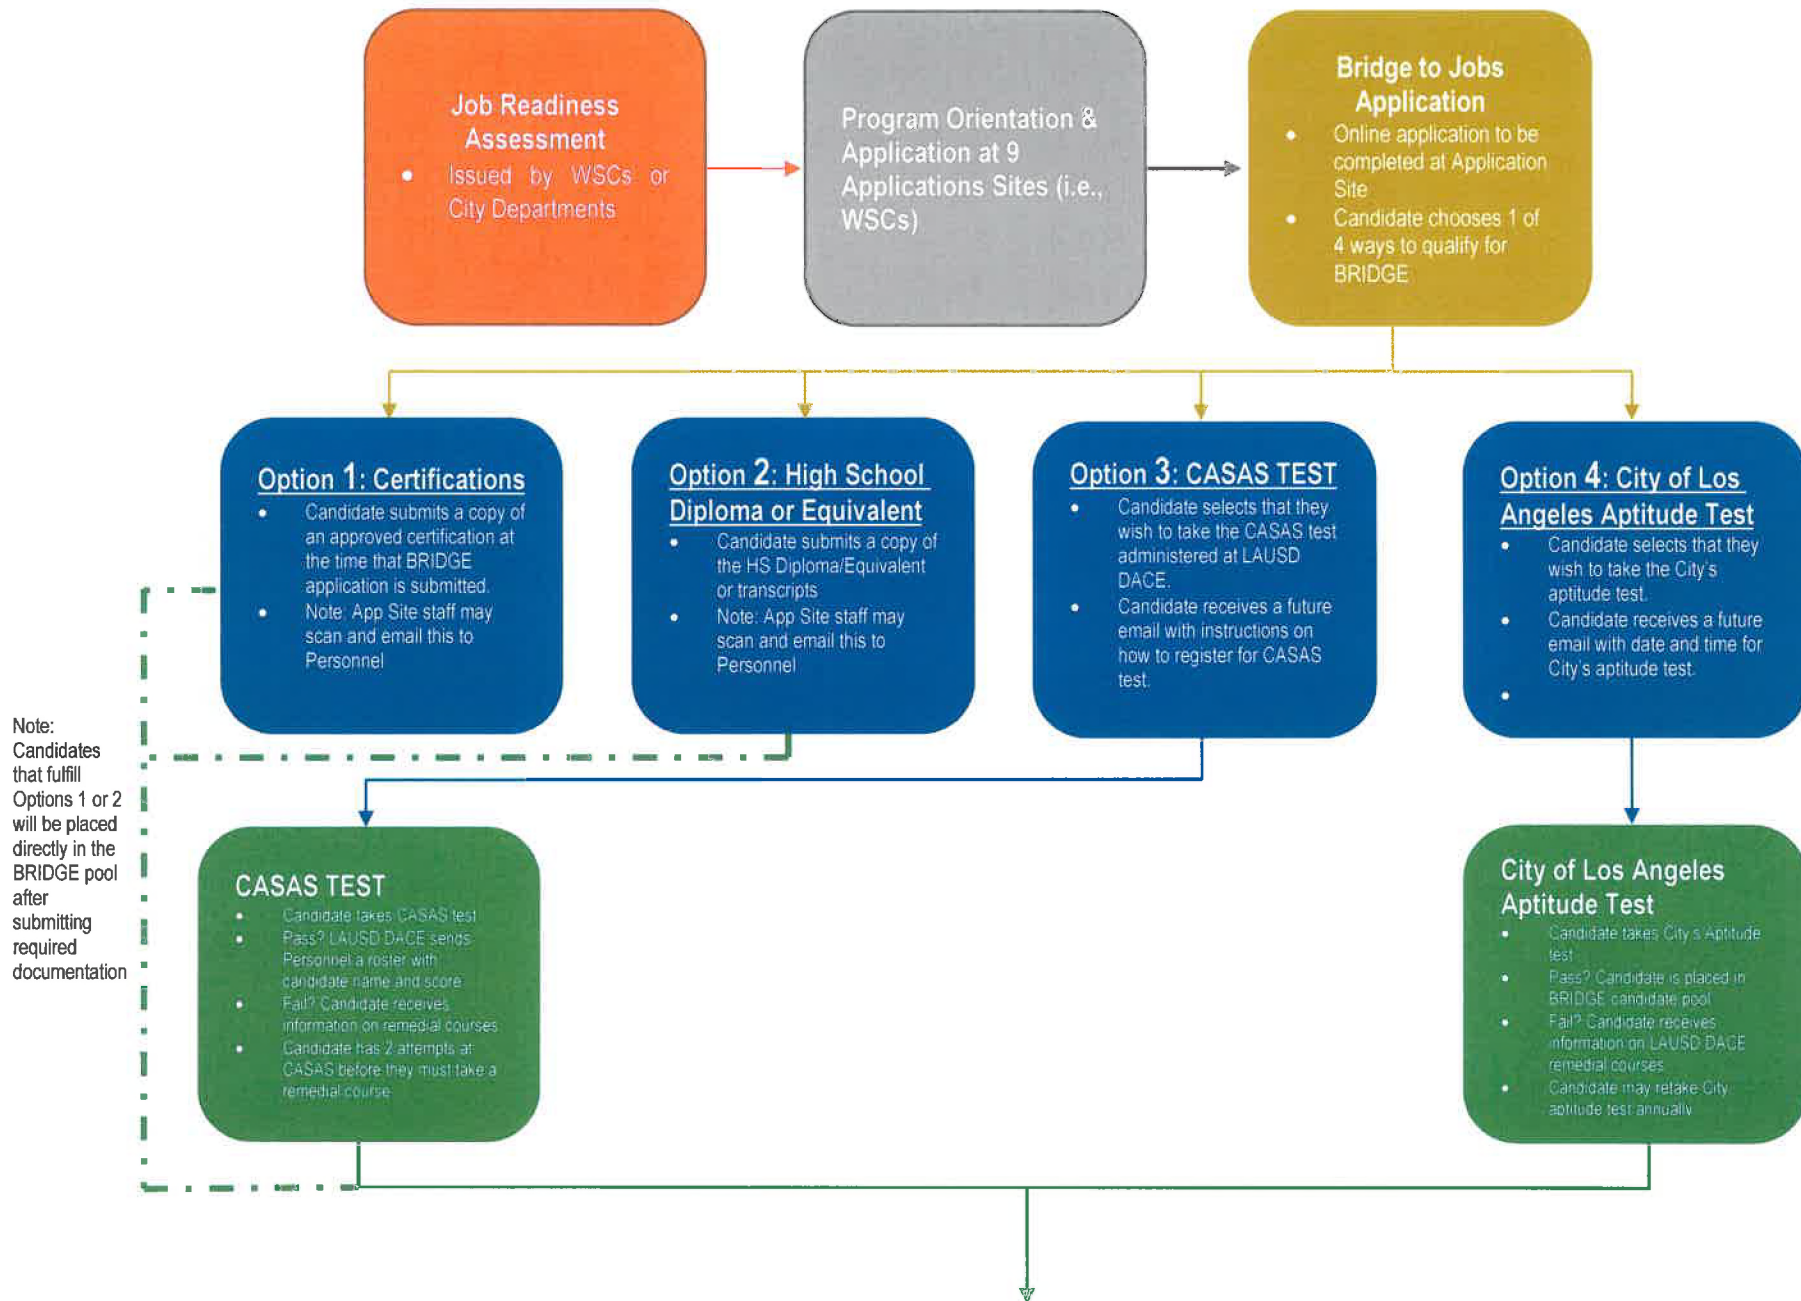 Job Readiness
Assessment
• Issued by WSCs or
City Departments
Program Orientation &
Application at 9
Applications Sites (i.e.,
WSCs)
Bridge to Jobs
Application
• Online application to be
completed at Application
Site
• Candidate chooses 1 of
4 ways to qualify for
BRIDGE
Option 1: Certifications
• Candidate submits a copy of
an approved certification at
the time that BRIDGE
application is submitted.
• Note: App Site staff may
scan and email this to
Personnel
Option 2: High School
Diploma or Equivalent
• Candidate submits a copy of
the HS Diploma/Equivalent
or transcripts
• Note: App Site staff may
scan and email this to
Personnel
Option 3: CASAS TEST
• Candidate selects that they
wish to take the CASAS test
administered at LAUSD
DACE.
• Candidate receives a future
email with instructions on
how to register for CASAS
test.
Option 4: City of Los
Angeles Aptitude Test
• Candidate selects that they
wish to take the City's
aptitude test.
• Candidate receives a future
email with date and time for
City's aptitude test.
•
Note:
Candidates
that fulfill
Options 1 or 2
will be placed
directly in the
BRIDGE pool
after
submitting
required
documentation
CASAS TEST
• Candidate takes CASAS test
• Pass? LAUSD DACE sends
Personnel a roster with
candidate name and score
• Fail? Candidate receives
information on remedial courses
• Candidate has 2 attempts at
CASAS before they must take a
remedial course
City of Los Angeles
Aptitude Test
• Candidate takes City's Aptitude
test
• Pass? Candidate is placed in
BRIDGE candidate pool
• Fail? Candidate receives
information on LAUSD DACE
remedial courses
• Candidate may retake City
aptitude test annually